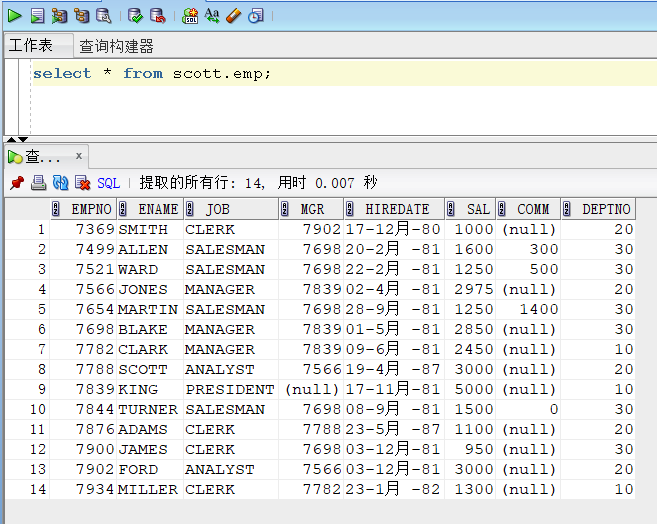 工作表 查询构建器
select * from scott.emp;
查... x
SQL 提取的所有行: 14, 用时 0.007 秒
EMPNO ENAME JOB MGR HIREDATE SAL COMM DEPTNO
1 7369 SMITH CLERK 7902 17-12月-80 1000 (null) 20
2 7499 ALLEN SALESMAN 7698 20-2月 -81 1600 300 30
3 7521 WARD SALESMAN 7698 22-2月 -81 1250 500 30
4 7566 JONES MANAGER 7839 02-4月 -81 2975 (null) 20
5 7654 MARTIN SALESMAN 7698 28-9月 -81 1250 1400 30
6 7698 BLAKE MANAGER 7839 01-5月 -81 2850 (null) 30
7 7782 CLARK MANAGER 7839 09-6月 -81 2450 (null) 10
8 7788 SCOTT ANALYST 7566 19-4月 -87 3000 (null) 20
9 7839 KING PRESIDENT (null) 17-11月-81 5000 (null) 10
10 7844 TURNER SALESMAN 7698 08-9月 -81 1500 0 30
11 7876 ADAMS CLERK 7788 23-5月 -87 1100 (null) 20
12 7900 JAMES CLERK 7698 03-12月-81 950 (null) 30
13 7902 FORD ANALYST 7566 03-12月-81 3000 (null) 20
14 7934 MILLER CLERK 7782 23-1月 -82 1300 (null) 10